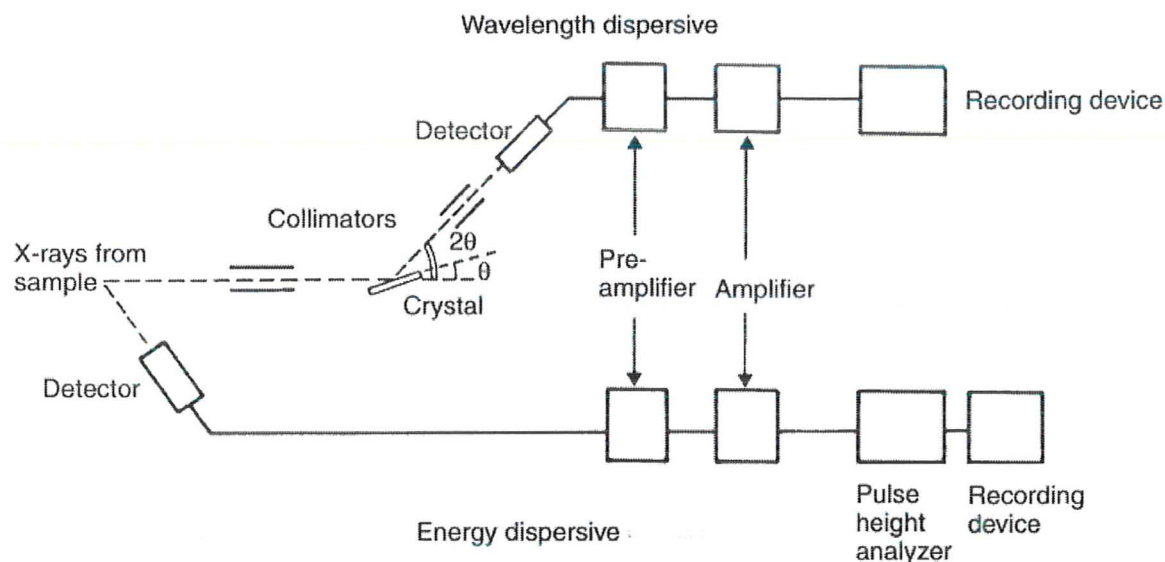 Wavelength dispersive
Recording device
Detector
Collimators
2θ
θ
X-rays from
sample
Crystal
Pre-
amplifier
Amplifier
Detector
Pulse
height
analyzer
Recording
device
Energy dispersive